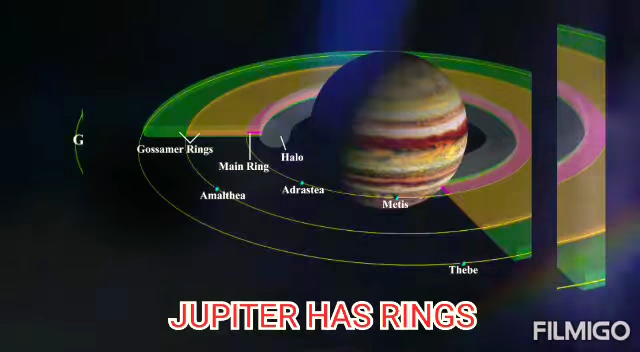 G
Gossamer Rings
Main Ring
Halo
Amalthea
Adrastea
Metis
Thebe
JUPITER HAS RINGS
FILMIGO